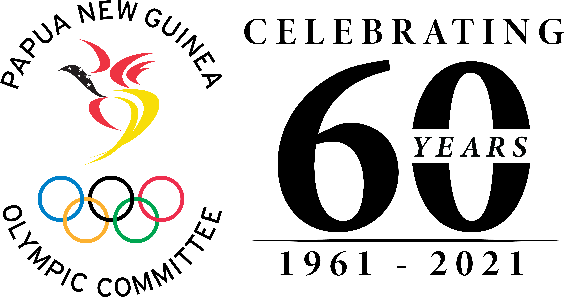 PAPUA NEW GUINEA
OLYMPIC COMMITTEE
CELEBRATING
60
YEARS
1961 - 2021